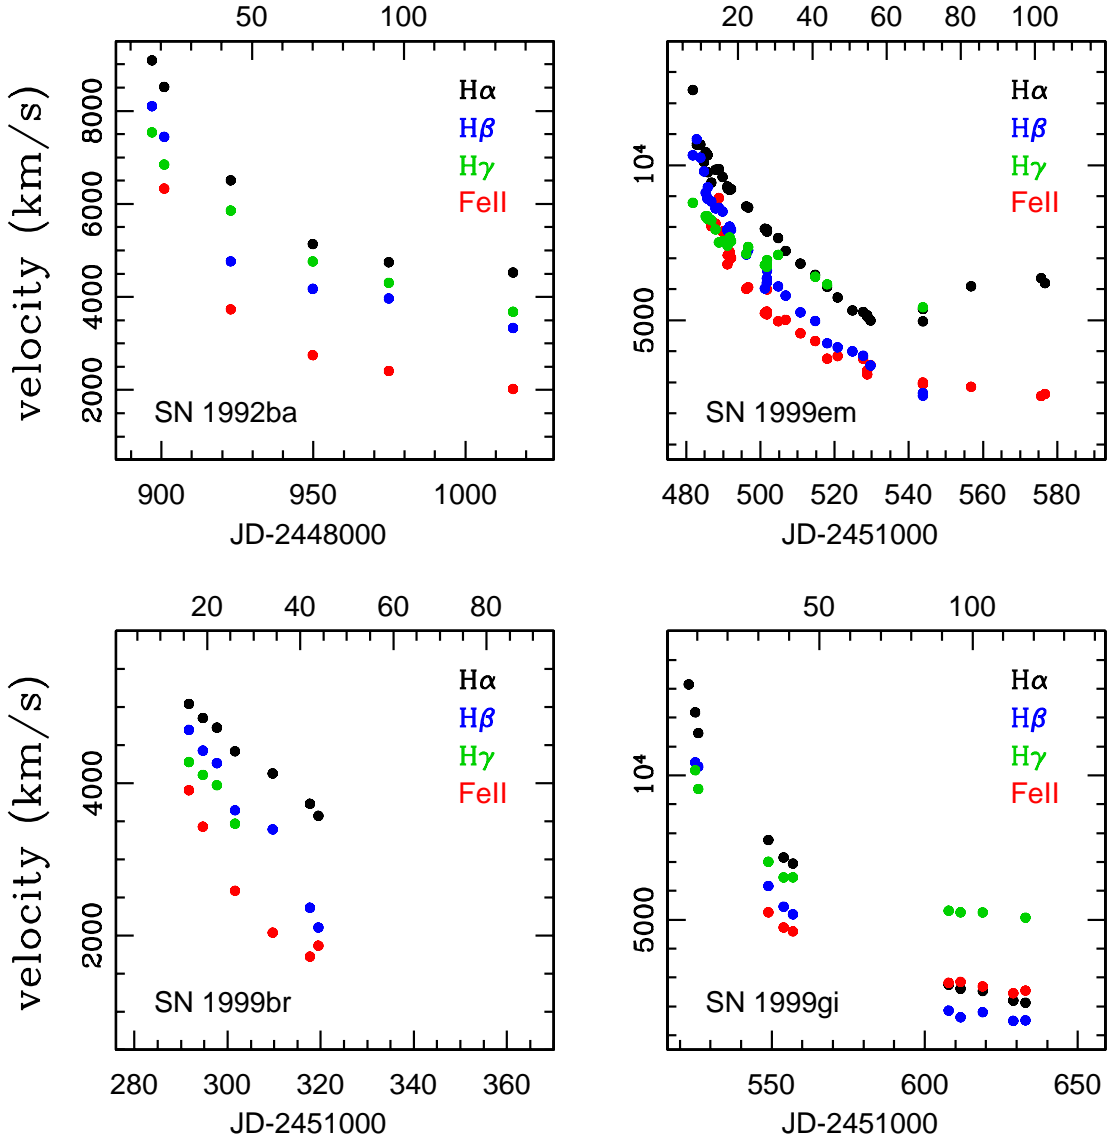 50 100
velocity (km/s)
8000
6000
4000
2000
Hα
Hβ
Hγ
FeII
SN 1992ba
900 950 1000
JD-2448000
20 40 60 80 100
10⁴
5000
Hα
Hβ
Hγ
FeII
SN 1999em
480 500 520 540 560 580
JD-2451000
20 40 60 80
velocity (km/s)
4000
2000
Hα
Hβ
Hγ
FeII
SN 1999br
280 300 320 340 360
JD-2451000
50 100
10⁴
5000
Hα
Hβ
Hγ
FeII
SN 1999gi
550 600 650
JD-2451000